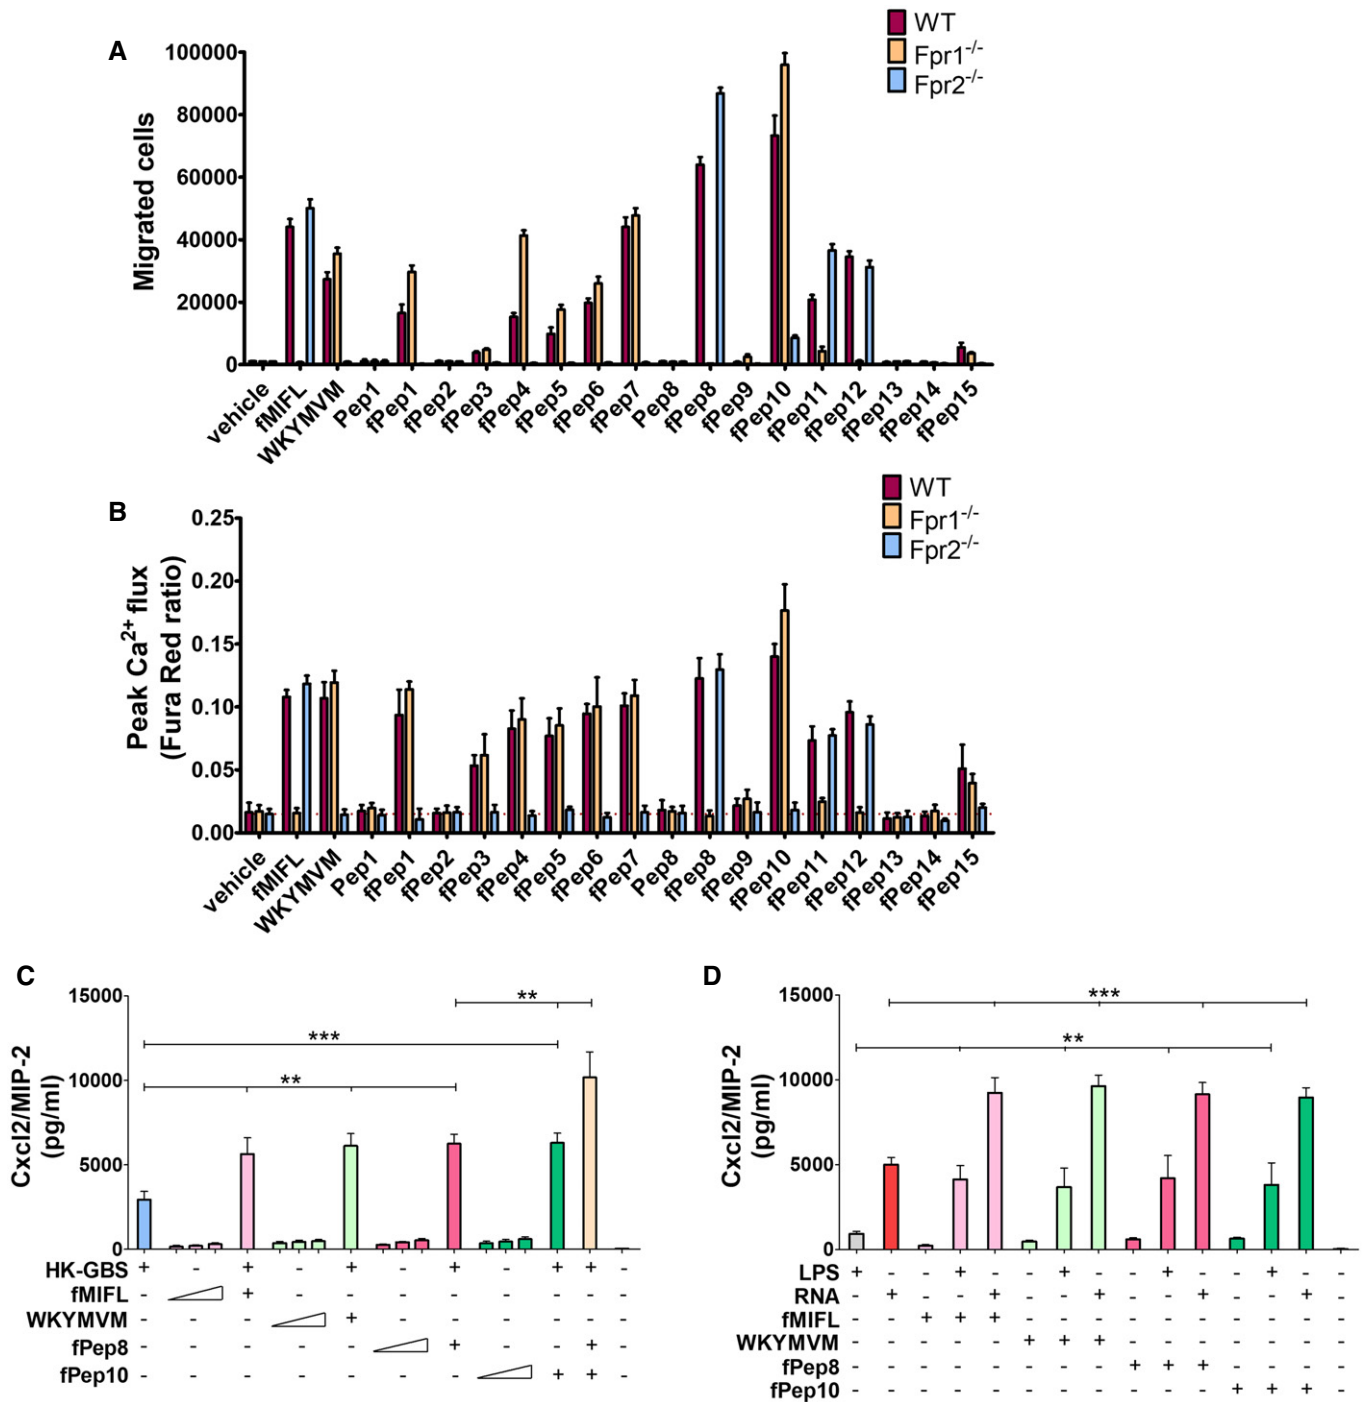 A
WT
Fpr1-/-
Fpr2-/-
Migrated cells
100000
80000
60000
40000
20000
0
vehicle
fMIFL
WKYMVM
Pep1
fPep1
fPep2
fPep3
fPep4
fPep5
fPep6
fPep7
Pep8
fPep8
fPep9
fPep10
fPep11
fPep12
fPep13
fPep14
fPep15
B
WT
Fpr1-/-
Fpr2-/-
Peak Ca2+ flux
(Fura Red ratio)
0.25
0.20
0.15
0.10
0.05
0.00
vehicle
fMIFL
WKYMVM
Pep1
fPep1
fPep2
fPep3
fPep4
fPep5
fPep6
fPep7
Pep8
fPep8
fPep9
fPep10
fPep11
fPep12
fPep13
fPep14
fPep15
C
Cxcl2/MIP-2
(pg/ml)
15000
10000
5000
0
**
***
**
HK-GBS + - + - + - + - + + -
fMIFL - + - - - - - - - -
WKYMVM - - - + - - - - - -
fPep8 - - - - - + - - + -
fPep10 - - - - - - - + + -
D
Cxcl2/MIP-2
(pg/ml)
15000
10000
5000
0
***
**
LPS + - - + - - + - - + - - + - -
RNA - + - - + - - + - - + - - + -
fMIFL - - + + + - - - - - - - - - -
WKYMVM - - - - - + + + - - - - - - -
fPep8 - - - - - - - - + + + - - - -
fPep10 - - - - - - - - - - - + + + -